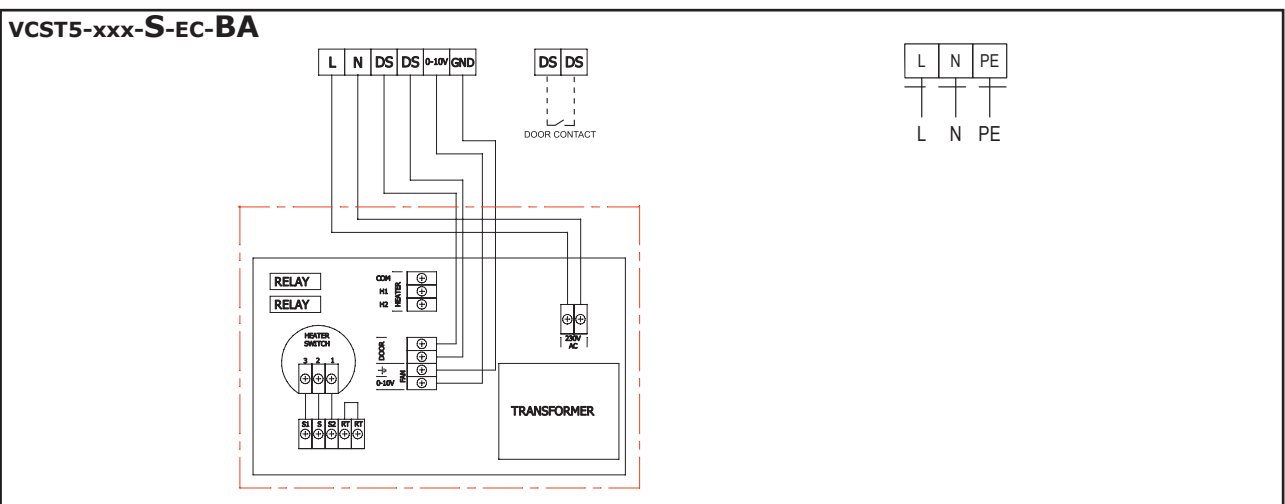 VCST5-xxx-S-EC-BA
L N DS DS 0-10V GND
DS DS
DOOR CONTACT
L N PE
L N PE
RELAY
RELAY
COM
H1
H2
HEATER
HEATER
SWITCH
3 2 1
DOOR
FAN
0-10V
S1 S S2 RT RT
230V
AC
TRANSFORMER